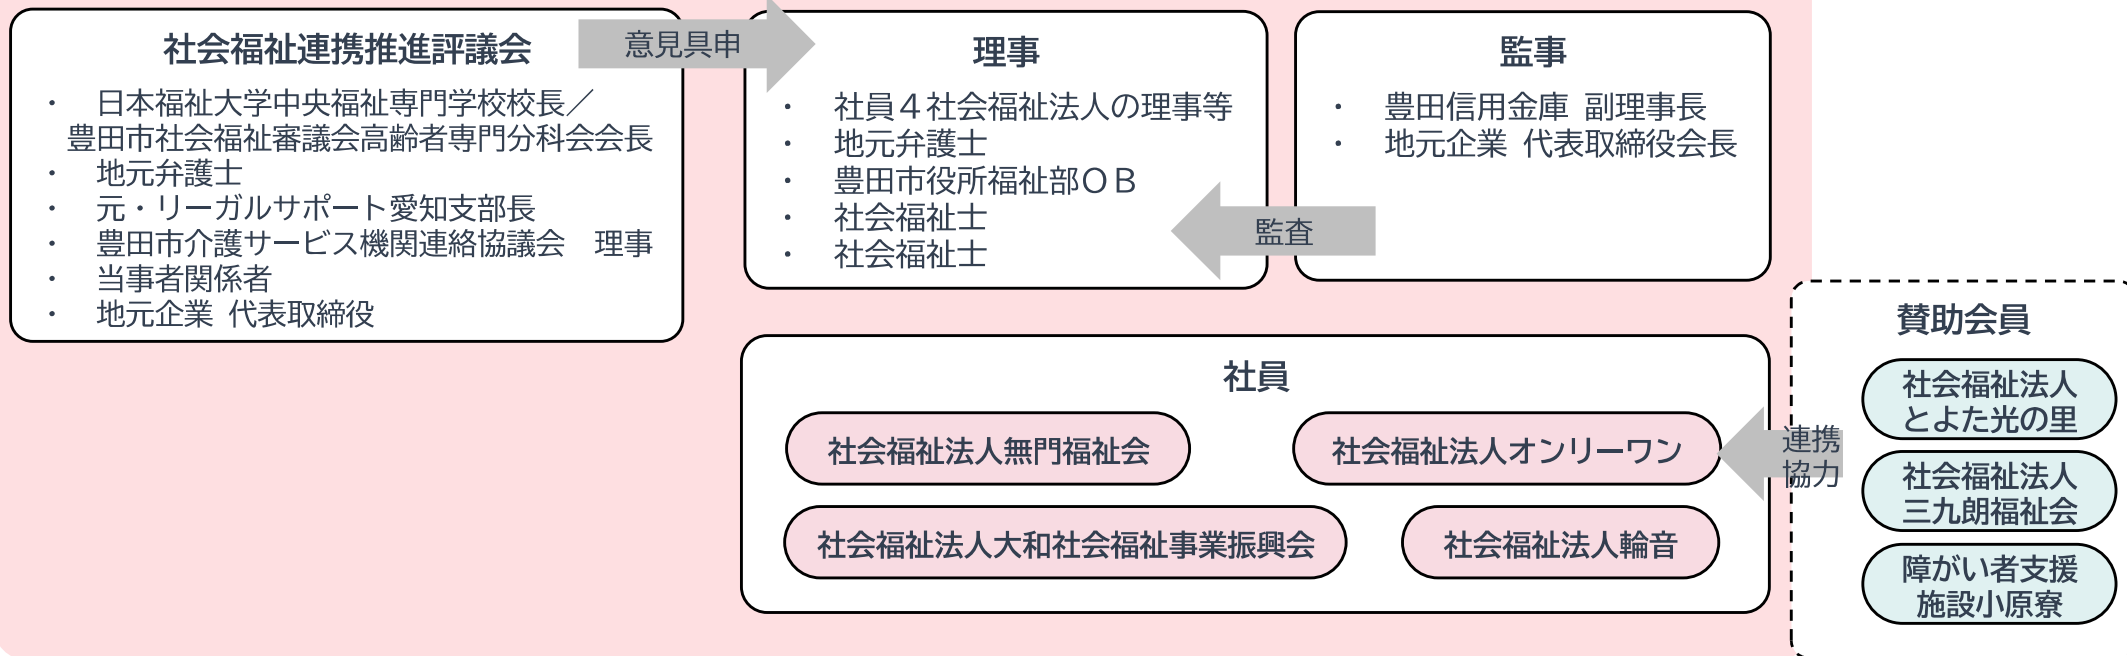 社会福祉連携推進評議会
・ 日本福祉大学中央福祉専門学校校長／
豊田市社会福祉審議会高齢者専門分科会会長
・ 地元弁護士
・ 元・リーガルサポート愛知支部長
・ 豊田市介護サービス機関連絡協議会 理事
・ 当事者関係者
・ 地元企業 代表取締役
意見具申
理事
・ 社員４社会福祉法人の理事等
・ 地元弁護士
・ 豊田市役所福祉部ＯＢ
・ 社会福祉士
・ 社会福祉士
監事
・ 豊田信用金庫 副理事長
・ 地元企業 代表取締役会長
監査
社員
社会福祉法人無門福祉会
社会福祉法人オンリーワン
社会福祉法人大和社会福祉事業振興会
社会福祉法人輪音
連携
協力
賛助会員
社会福祉法人
とよた光の里
社会福祉法人
三九朗福祉会
障がい者支援
施設小原寮